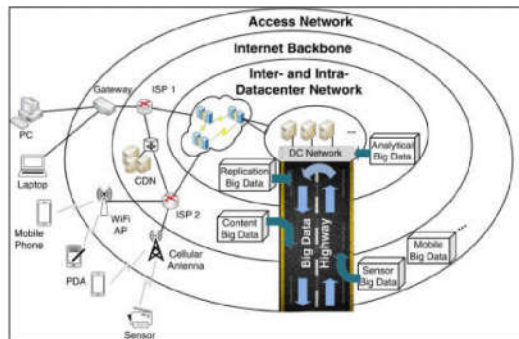 Access Network
Internet Backbone
Inter- and Intra-
Datacenter Network
Gateway
ISP 1
PC
Laptop
CDN
ISP 2
Mobile
Phone
WiFi
AP
PDA
Cellular
Antenna
Sensor
...
DC Network
Analytical
Big Data
Replication
Big Data
Content
Big Data
Big Data
Highway
Mobile
Big Data
...
Sensor
Big Data